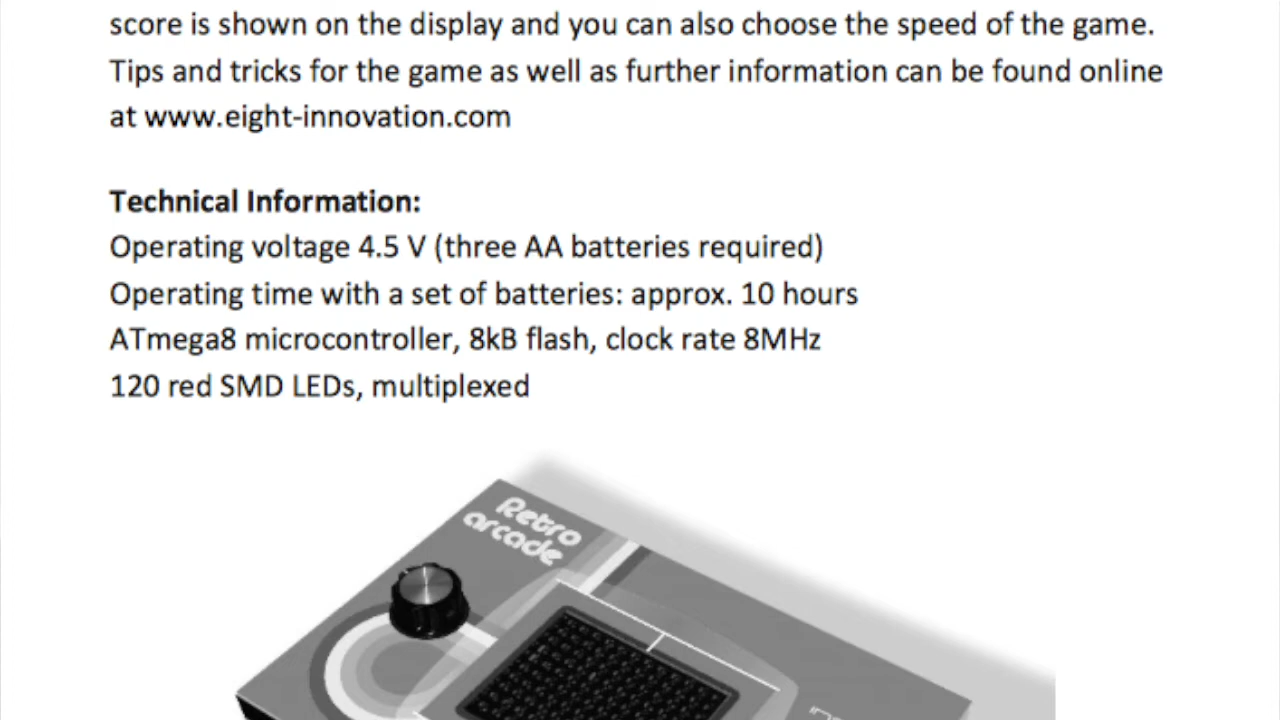 score is shown on the display and you can also choose the speed of the game.
Tips and tricks for the game as well as further information can be found online
at www.eight-innovation.com
Technical Information:
Operating voltage 4.5 V (three AA batteries required)
Operating time with a set of batteries: approx. 10 hours
ATmega8 microcontroller, 8kB flash, clock rate 8MHz
120 red SMD LEDs, multiplexed
Retro
arcade